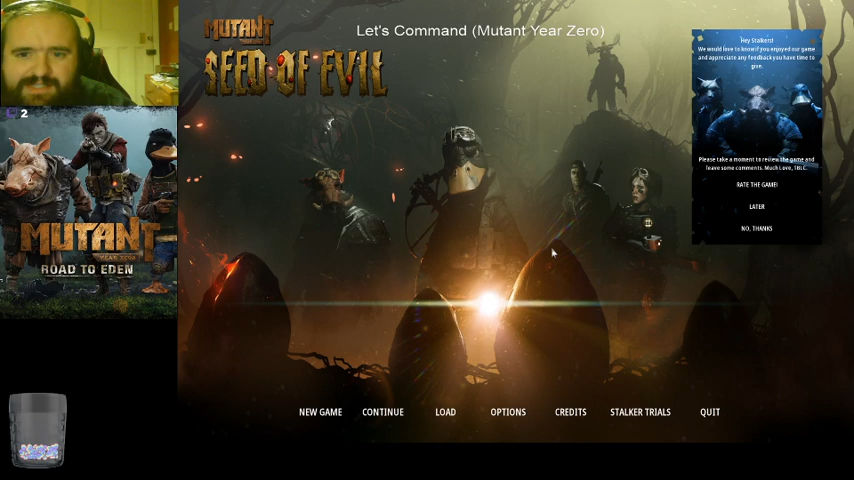 Let's Command (Mutant Year Zero)
MUTANT
SEED OF EVIL
2
MUTANT
YEAR ZERO
ROAD TO EDEN
Hey Stalkers!
We would love to know if you enjoyed our game
and appreciate any feedback you have time to
give.
Please take a moment to review the game and
leave some comments. Much Love, TBLC.
RATE THE GAME!
LATER
NO, THANKS
NEW GAME
CONTINUE
LOAD
OPTIONS
CREDITS
STALKER TRIALS
QUIT